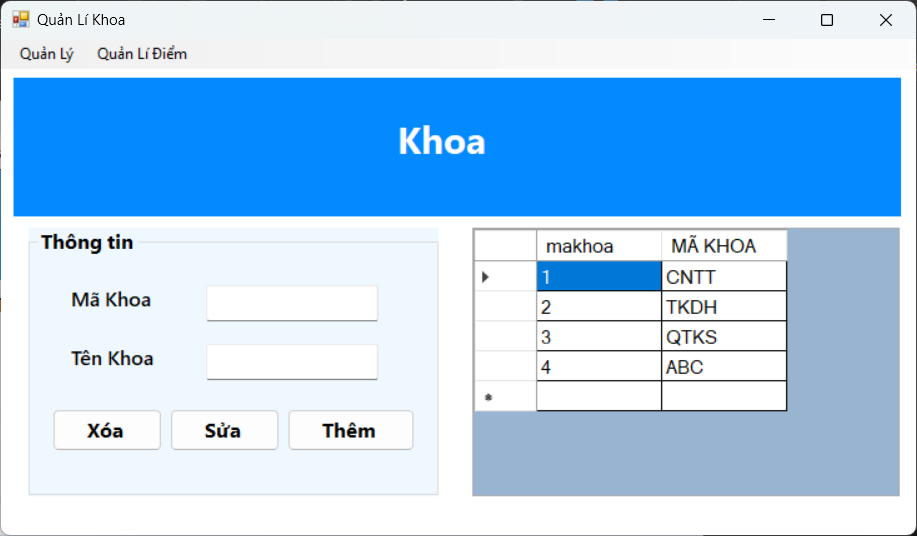 Quản Lí Khoa
Quản Lý Quản Lí Điểm
Khoa
Thông tin
Mã Khoa
Tên Khoa
Xóa Sửa Thêm
makhoa MÃ KHOA
1 CNTT
2 TKDH
3 QTKS
4 ABC